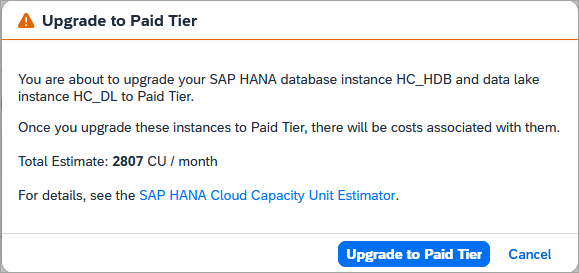 Upgrade to Paid Tier
You are about to upgrade your SAP HANA database instance HC_HDB and data lake
instance HC_DL to Paid Tier.
Once you upgrade these instances to Paid Tier, there will be costs associated with them.
Total Estimate: 2807 CU / month
For details, see the SAP HANA Cloud Capacity Unit Estimator.
Upgrade to Paid Tier Cancel